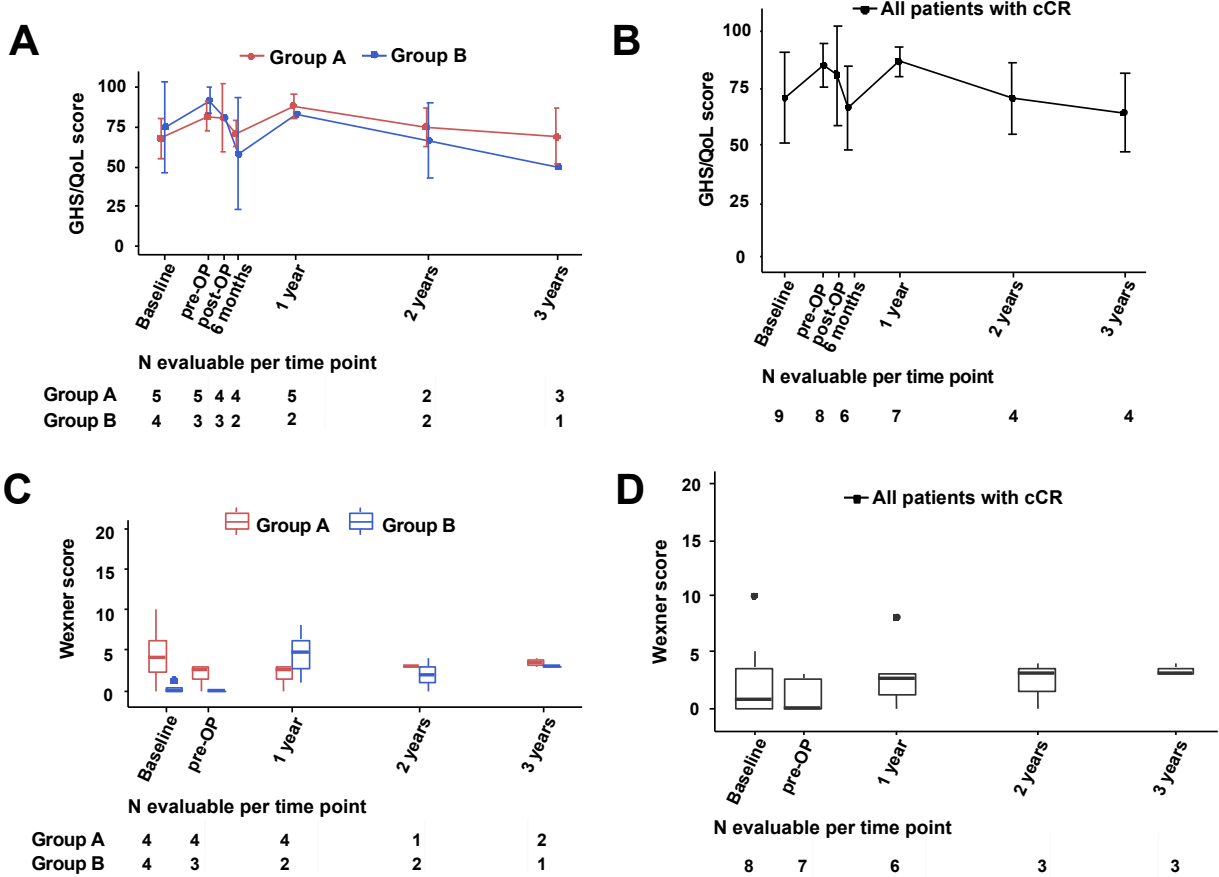 A
Group A
Group B
GHS/QoL score
100
75
50
25
0
Baseline
pre-OP
post-OP
6 months
1 year
2 years
3 years
N evaluable per time point
Group A 5 5 4 4 5 2 3
Group B 4 3 3 2 2 2 1
B
All patients with cCR
GHS/QoL score
100
75
50
25
0
Baseline
pre-OP
post-OP
6 months
1 year
2 years
3 years
N evaluable per time point
9 8 6 7 4 4
C
Group A
Group B
Wexner score
20
15
10
5
0
Baseline
pre-OP
1 year
2 years
3 years
N evaluable per time point
Group A 4 4 4 1 2
Group B 4 3 2 2 1
D
All patients with cCR
Wexner score
20
15
10
5
0
Baseline
pre-OP
1 year
2 years
3 years
N evaluable per time point
8 7 6 3 3